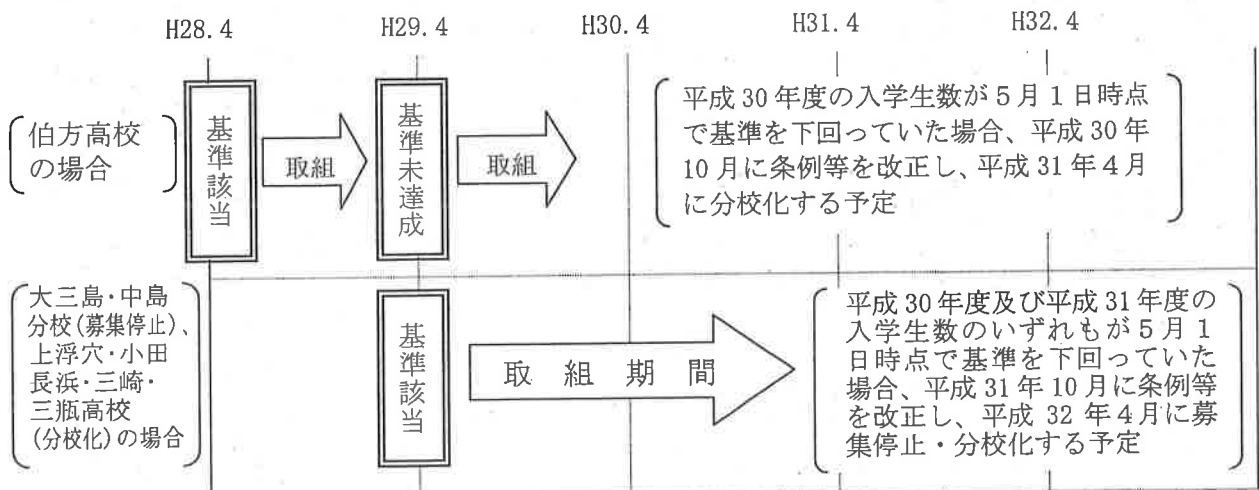 H28.4 H29.4 H30.4 H31.4 H32.4
伯方高校
の場合
基準該当
取組
基準未達成
取組
平成30年度の入学生数が5月1日時点
で基準を下回っていた場合、平成30年
10月に条例等を改正し、平成31年4月
に分校化する予定
大三島・中島
分校(募集停止)、
上浮穴・小田
長浜・三崎・
三瓶高校
(分校化)の場合
基準該当
取組期間
平成30年度及び平成31年度の
入学生数のいずれもが5月1
日時点で基準を下回っていた
場合、平成31年10月に条例等
を改正し、平成32年4月に募
集停止・分校化する予定